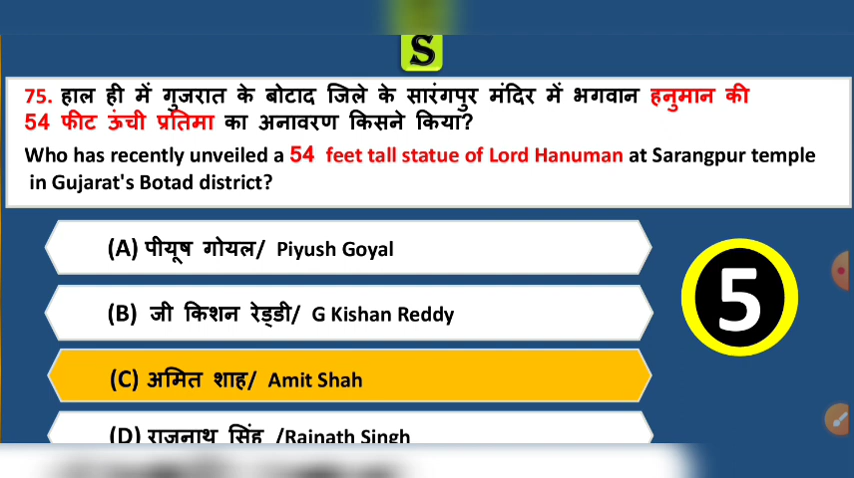 S
75. हाल ही में गुजरात के बोटाद जिले के सारंगपुर मंदिर में भगवान हनुमान की
54 फीट ऊंची प्रतिमा का अनावरण किसने किया?
Who has recently unveiled a 54 feet tall statue of Lord Hanuman at Sarangpur temple
in Gujarat's Botad district?
(A) पीयूष गोयल/ Piyush Goyal
(B) जी किशन रेड्डी/ G Kishan Reddy
5
(C) अमित शाह/ Amit Shah
(D) राजनाथ सिंह /Rajnath Singh